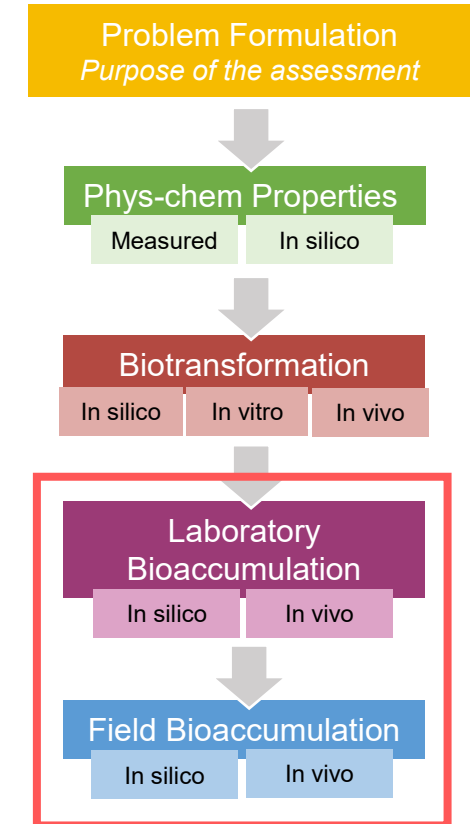 Problem Formulation
Purpose of the assessment
Phys-chem Properties
Measured
In silico
Biotransformation
In silico
In vitro
In vivo
Laboratory
Bioaccumulation
In silico
In vivo
Field Bioaccumulation
In silico
In vivo